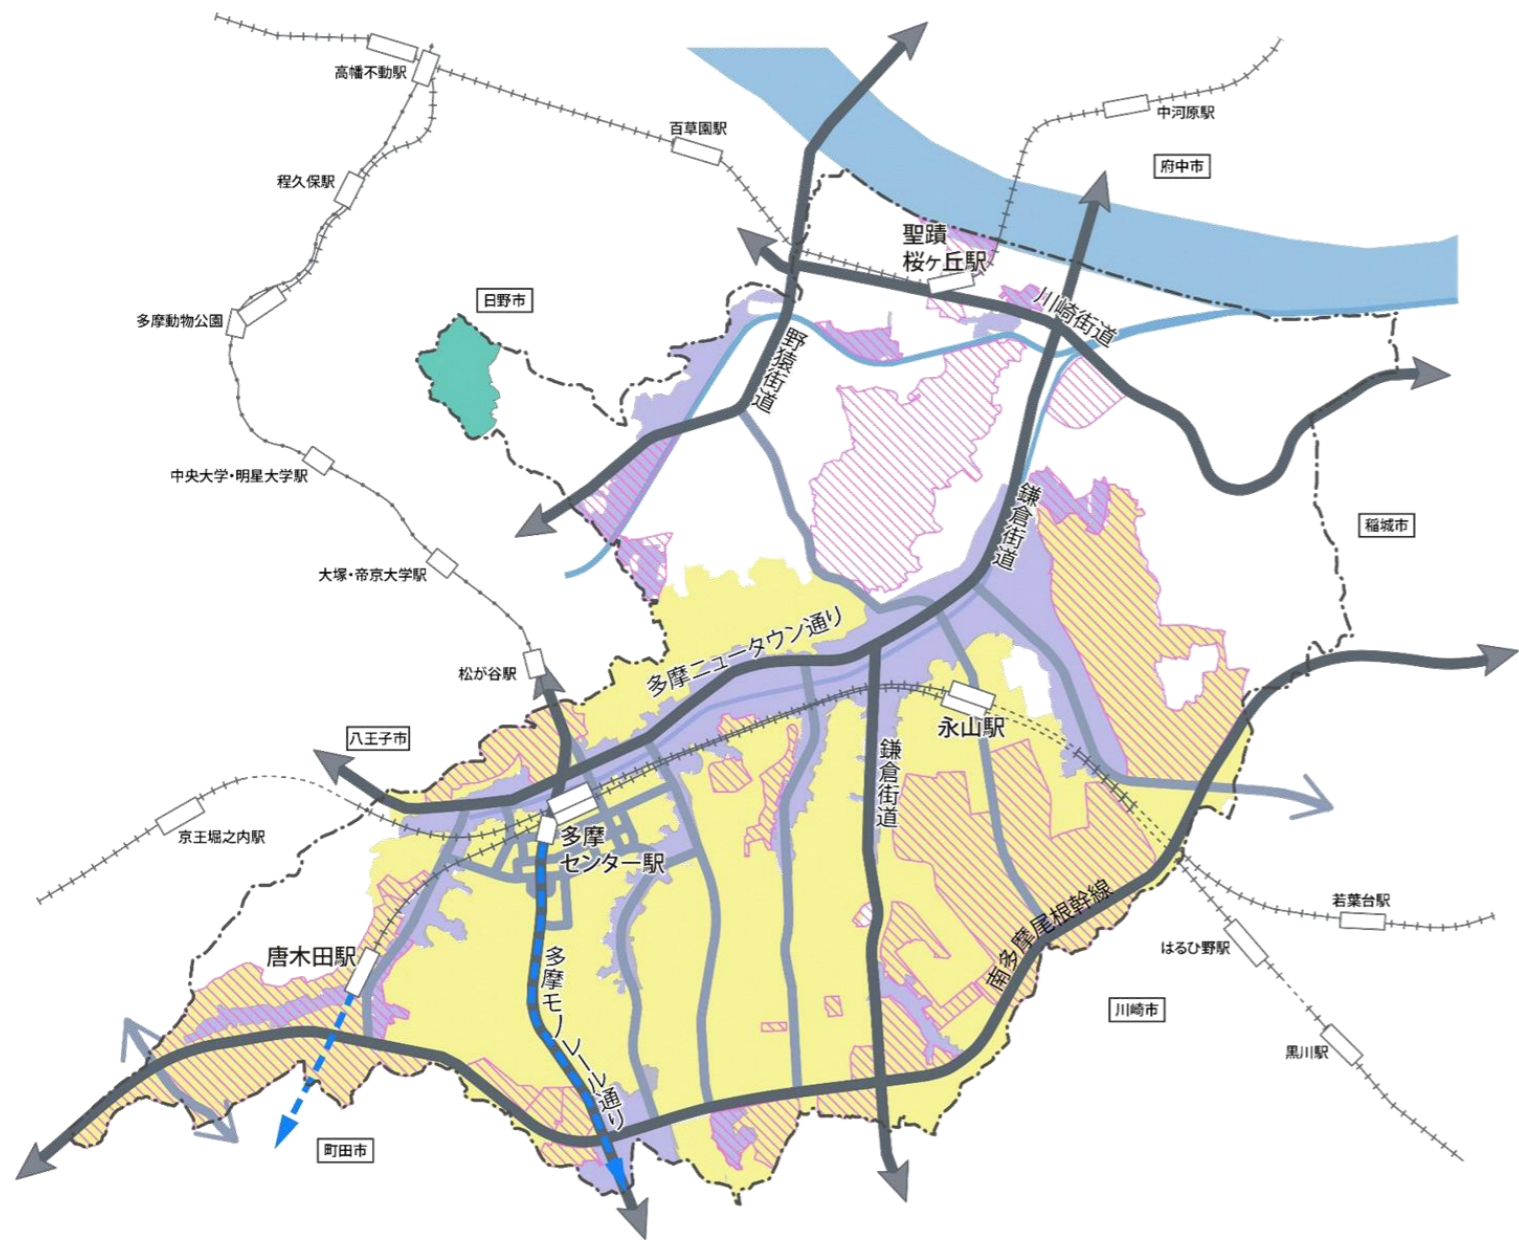 高幡不動駅
百草園駅
中河原駅
府中市
程久保駅
聖蹟
桜ヶ丘駅
日野市
川崎街道
多摩動物公園
野猿街道
中央大学・明星大学駅
鎌倉街道
稲城市
大塚・帝京大学駅
多摩ニュータウン通り
松が谷駅
永山駅
八王子市
鎌倉街道
京王堀之内駅
多摩
センター駅
若葉台駅
南多摩尾根幹線
はるひ野駅
唐木田駅
多摩モノレール通り
川崎市
黒川駅
町田市